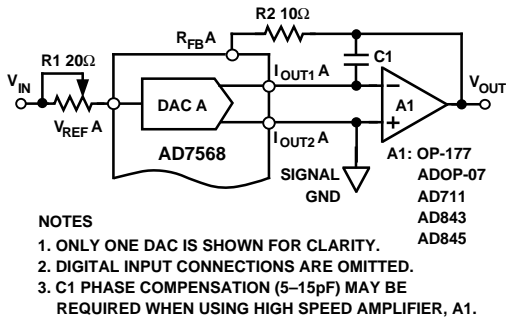 R2 10Ω
R1 20Ω
RFB A
C1
VIN
IOUT1 A
VOUT
DAC A
A1
VREF A
IOUT2 A
AD7568
SIGNAL
GND
A1: OP-177
ADOP-07
AD711
AD843
AD845
NOTES
1. ONLY ONE DAC IS SHOWN FOR CLARITY.
2. DIGITAL INPUT CONNECTIONS ARE OMITTED.
3. C1 PHASE COMPENSATION (5–15pF) MAY BE
REQUIRED WHEN USING HIGH SPEED AMPLIFIER, A1.